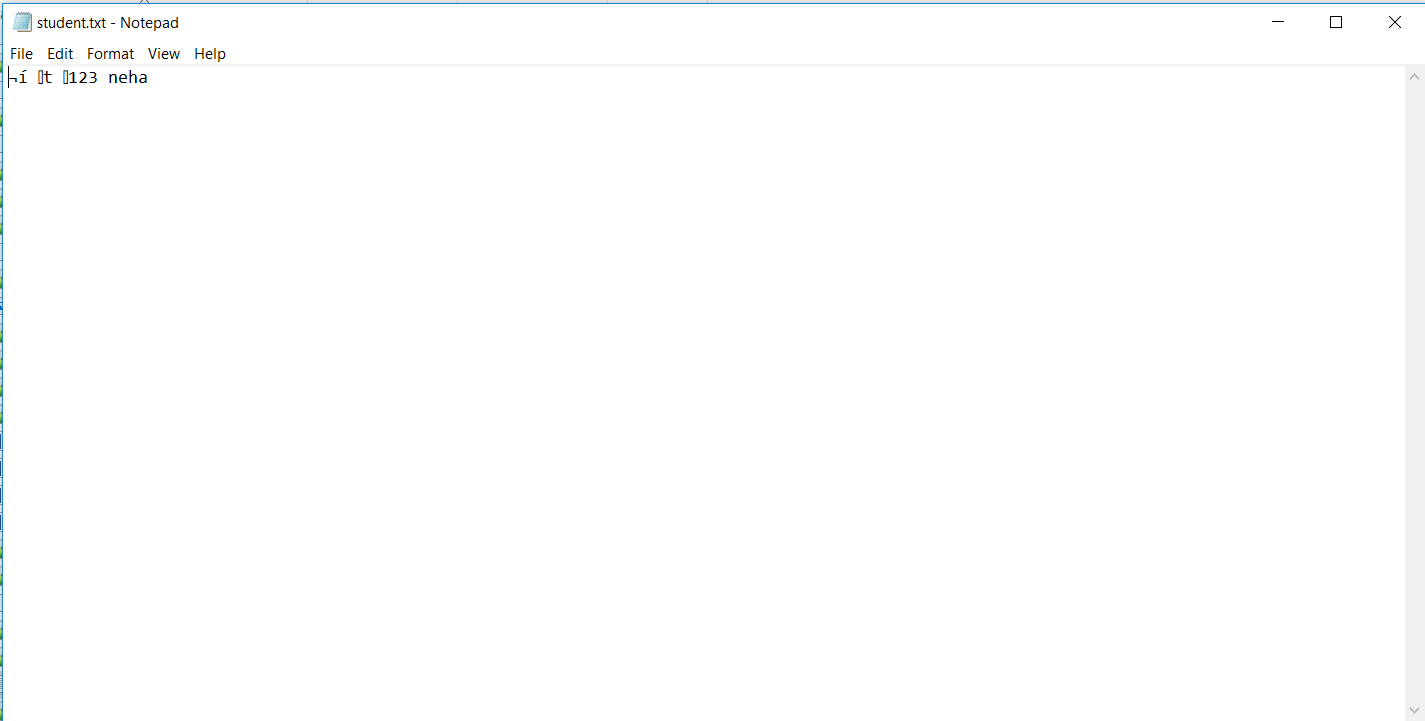 student.txt - Notepad
File Edit Format View Help
¬í ▯t ▯123 neha